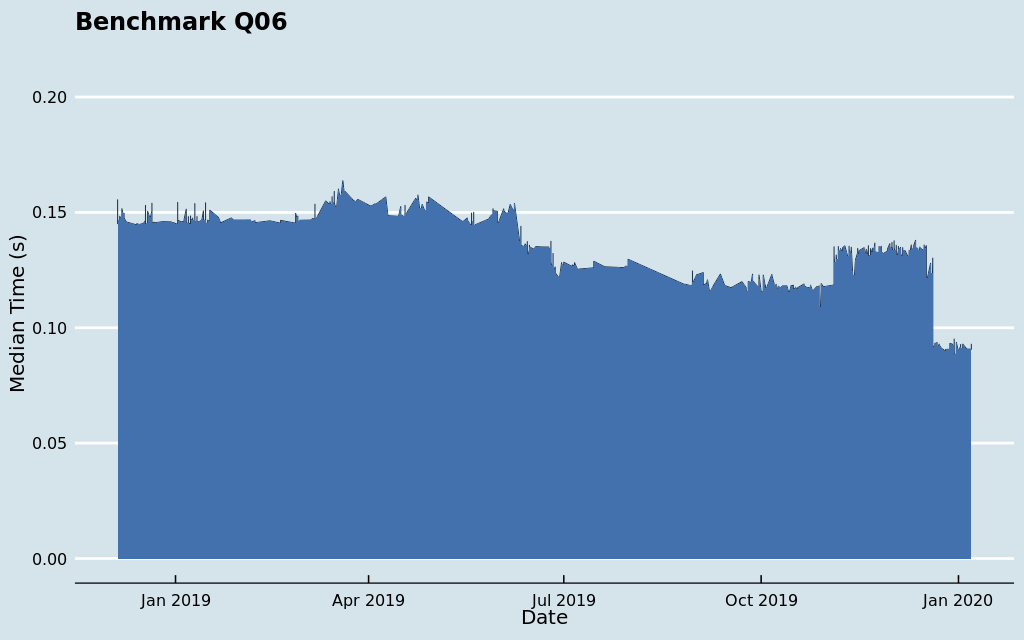 Benchmark Q06
Median Time (s)
0.20
0.15
0.10
0.05
0.00
Jan 2019
Apr 2019
Jul 2019
Oct 2019
Jan 2020
Date